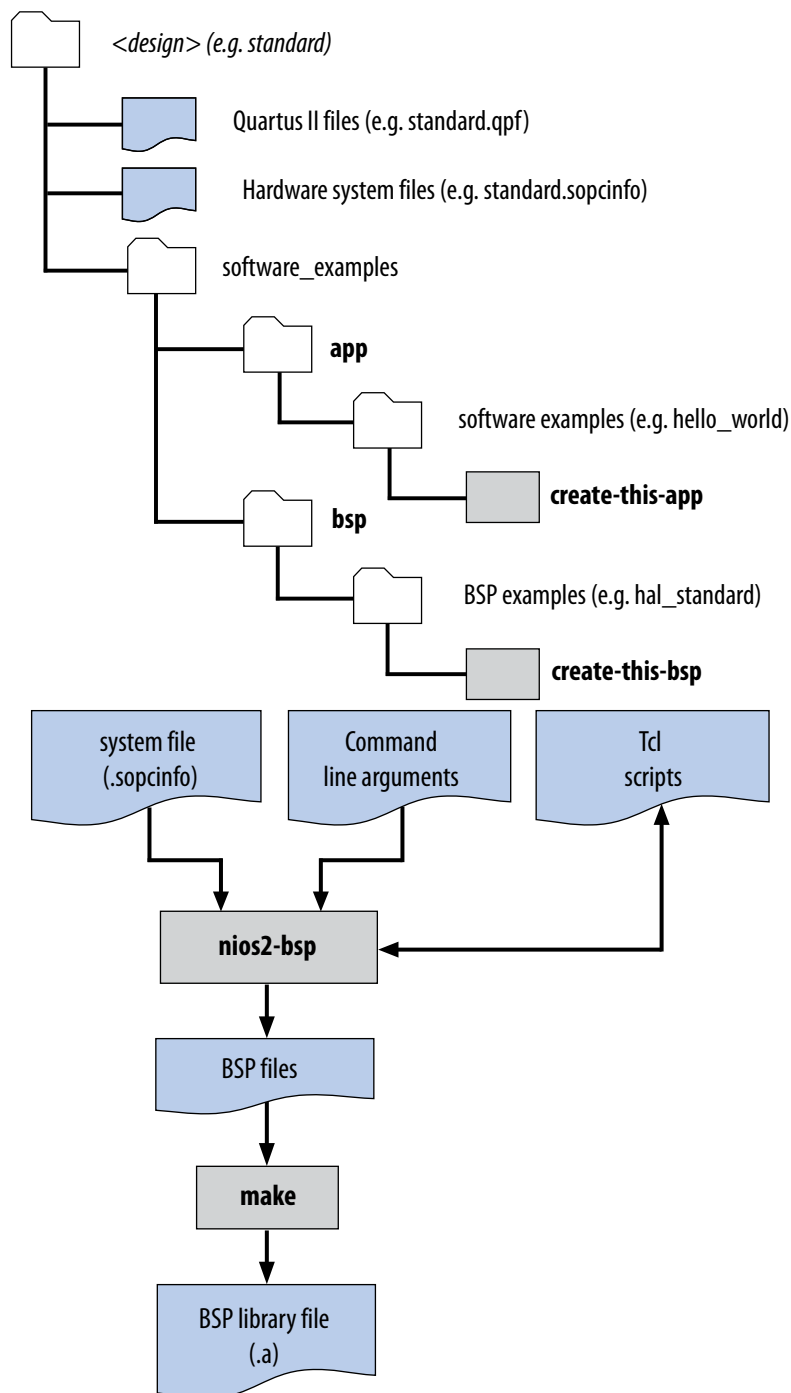 <design> (e.g. standard)
Quartus II files (e.g. standard.qpf)
Hardware system files (e.g. standard.sopcinfo)
software_examples
app
software examples (e.g. hello_world)
create-this-app
bsp
BSP examples (e.g. hal_standard)
create-this-bsp
system file
(.sopcinfo)
Command
line arguments
Tcl
scripts
nios2-bsp
BSP files
make
BSP library file
(.a)